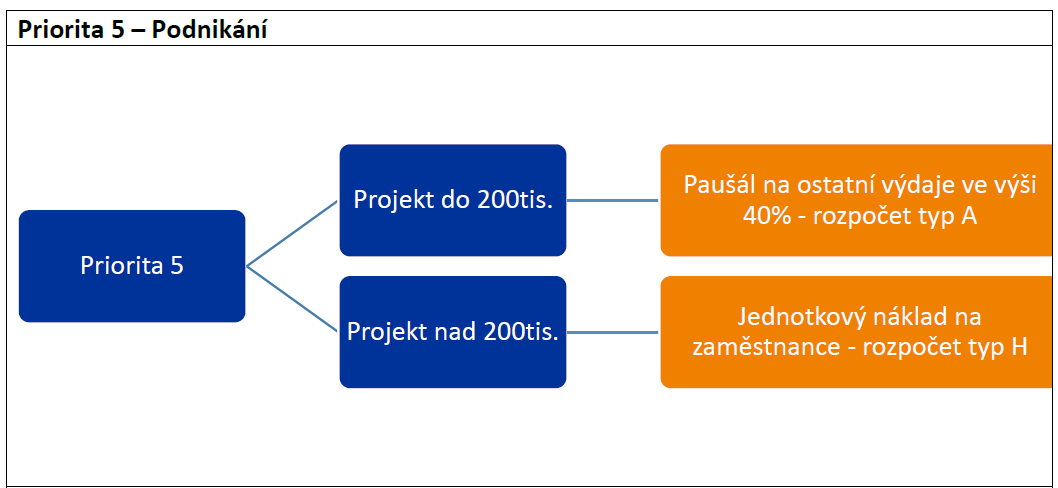 Priorita 5 – Podnikání
Priorita 5
Projekt do 200tis.
Paušál na ostatní výdaje ve výši
40% - rozpočet typ A
Projekt nad 200tis.
Jednotkový náklad na
zaměstnance - rozpočet typ H